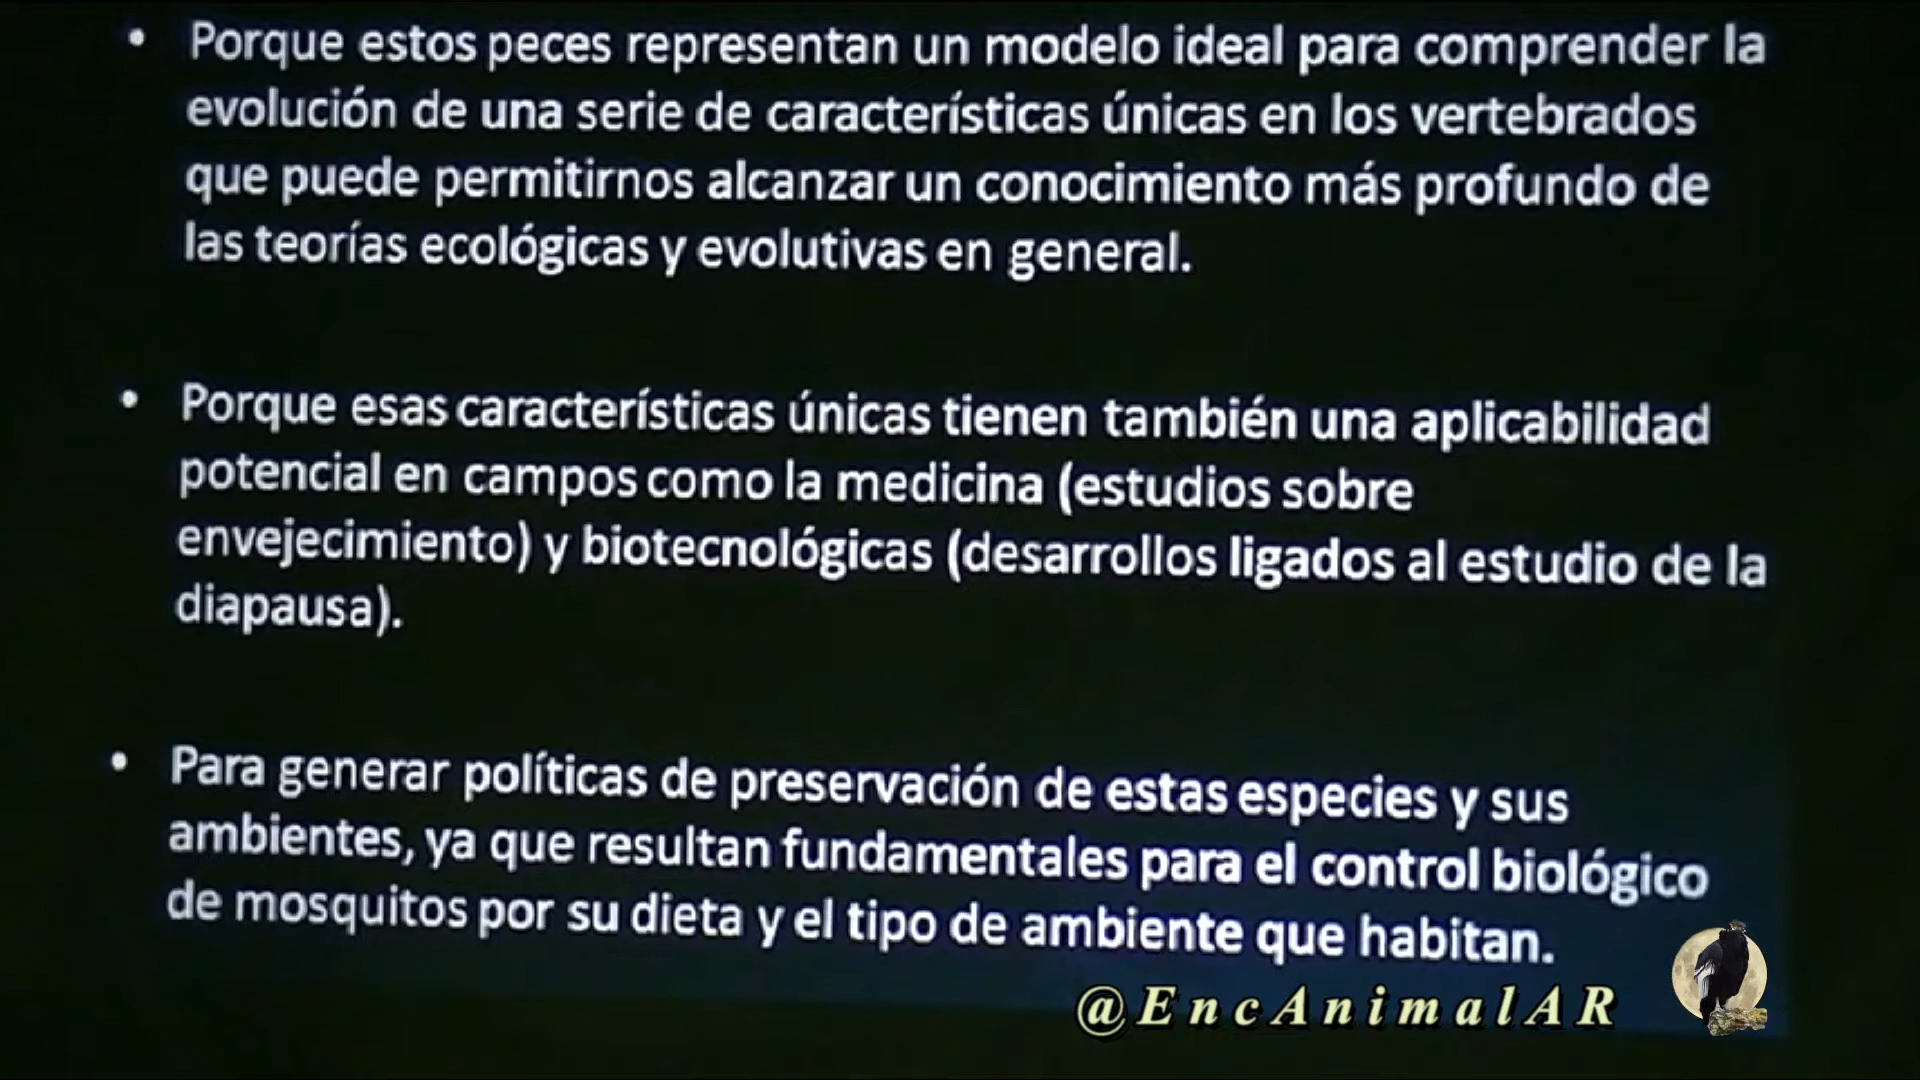 • Porque estos peces representan un modelo ideal para comprender la
evolución de una serie de características únicas en los vertebrados
que puede permitirnos alcanzar un conocimiento más profundo de
las teorías ecológicas y evolutivas en general.
• Porque esas características únicas tienen también una aplicabilidad
potencial en campos como la medicina (estudios sobre
envejecimiento) y biotecnológicas (desarrollos ligados al estudio de la
diapausa).
• Para generar políticas de preservación de estas especies y sus
ambientes, ya que resultan fundamentales para el control biológico
de mosquitos por su dieta y el tipo de ambiente que habitan.
@EncAnimalAR